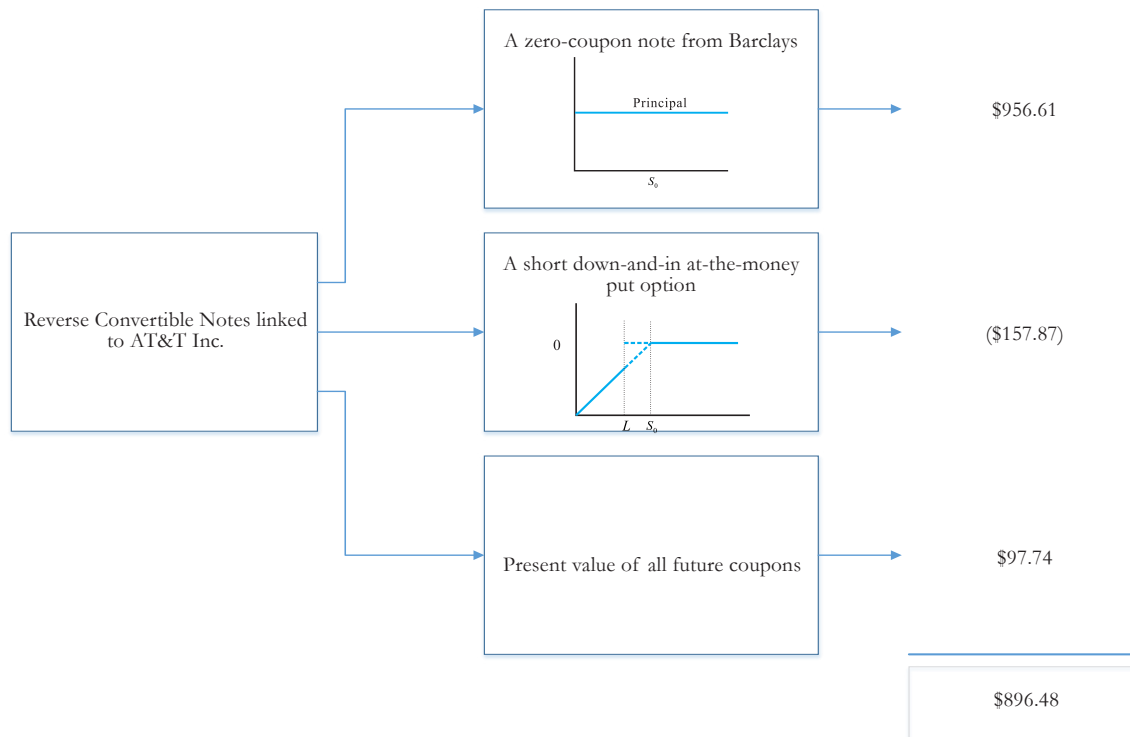 A zero-coupon note from Barclays
Principal
S₀
$956.61
Reverse Convertible Notes linked
to AT&T Inc.
A short down-and-in at-the-money
put option
0
L S₀
($157.87)
Present value of all future coupons
$97.74
$896.48